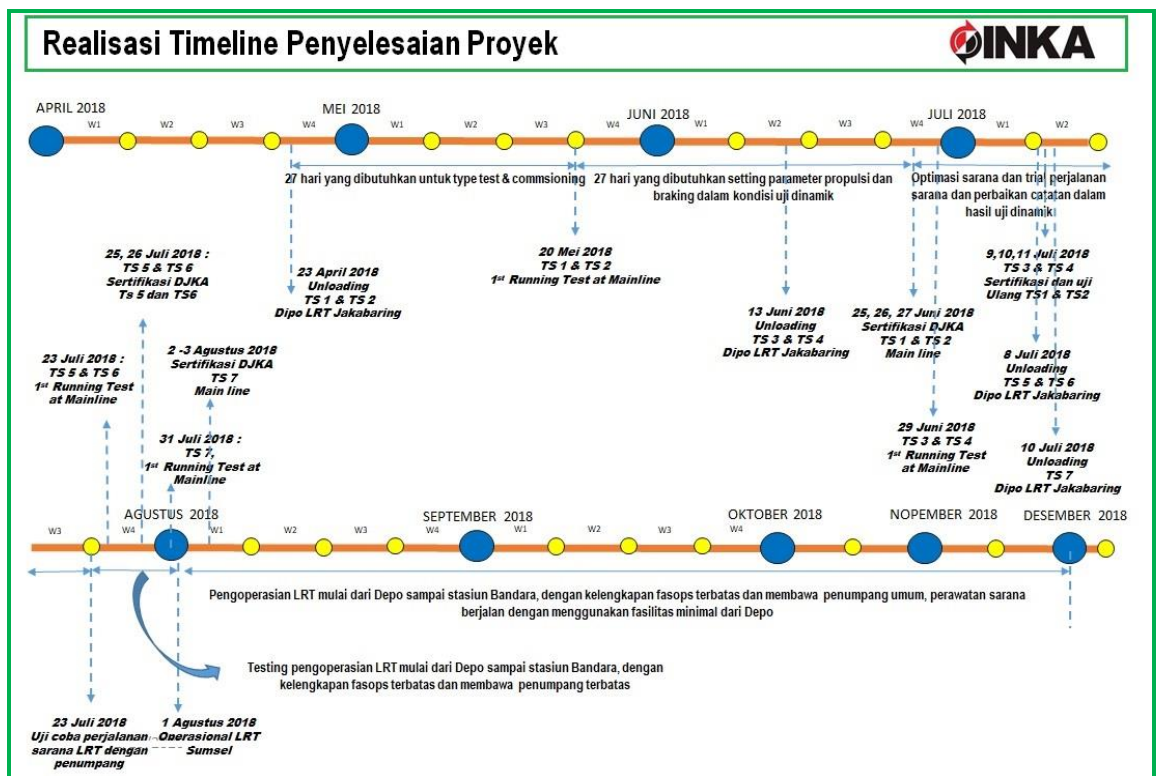 Realisasi Timeline Penyelesaian Proyek
INKA
APRIL 2018
MEI 2018
JUNI 2018
JULI 2018
W1
W2
W3
W4
W1
W2
W3
W4
W1
W2
W3
W4
W1
W2
27 hari yang dibutuhkan untuk type test & commsioning
27 hari yang dibutuhkan setting parameter propulsi dan
braking dalam kondisi uji dinamik
Optimasi sarana dan trial perjalanan
sarana dan perbaikan catatan dalam
hasil uji dinamik
25, 26 Juli 2018 :
TS 5 & TS 6
Sertifikasi DJKA
Ts 5 dan TS6
23 April 2018
Unloading
TS 1 & TS 2
Dipo LRT Jakabaring
20 Mei 2018
TS 1 & TS 2
1st Running Test at Mainline
13 Juni 2018
Unloading
TS 3 & TS 4
Dipo LRT Jakabaring
25, 26, 27 Juni 2018
Sertifikasi DJKA
TS 1 & TS 2
Main line
9,10,11 Juli 2018
TS 3 & TS 4
Sertifikasi dan uji
Ulang TS1 & TS2
23 Juli 2018 :
TS 5 & TS 6
1st Running Test
at Mainline
2 -3 Agustus 2018
Sertifikasi DJKA
TS 7
Main line
8 Juli 2018
Unloading
TS 5 & TS 6
Dipo LRT Jakabaring
31 Juli 2018 :
TS 7,
1st Running Test at
Mainline
29 Juni 2018
TS 3 & TS 4
1st Running Test
at Mainline
10 Juli 2018
Unloading
TS 7
Dipo LRT Jakabaring
AGUSTUS 2018
SEPTEMBER 2018
OKTOBER 2018
NOPEMBER 2018
DESEMBER 2018
W3
W4
W1
W2
W3
W4
W1
W2
W3
W4
Pengoperasian LRT mulai dari Depo sampai stasiun Bandara, dengan kelengkapan fasops terbatas dan membawa penumpang umum, perawatan sarana
berjalan dengan menggunakan fasilitas minimal dari Depo
Testing pengoperasian LRT mulai dari Depo sampai stasiun Bandara, dengan
kelengkapan fasops terbatas dan membawa penumpang terbatas
23 Juli 2018
Uji coba perjalanan
sarana LRT dengan
penumpang
1 Agustus 2018
Operasional LRT
Sumsel